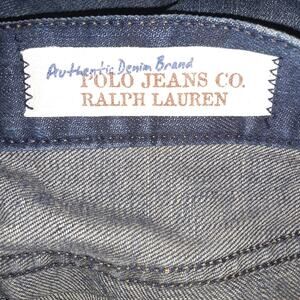 Authentic Denim Brand
POLO JEANS CO.
RALPH LAUREN